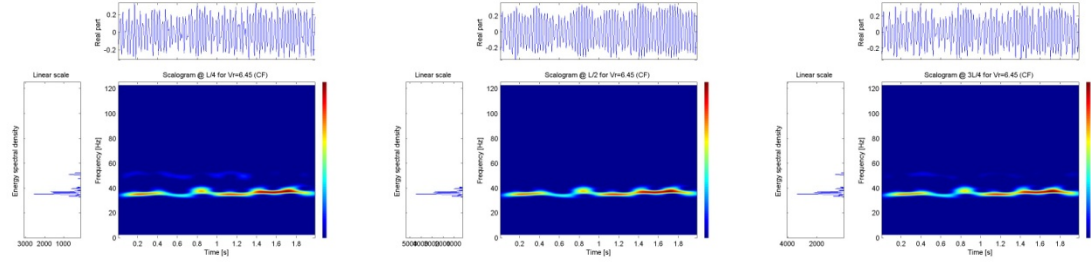 Real part
0.2
0
-0.2
Linear scale
Scalogram @ L/4 for Vr=6.45 (CF)
Energy spectral density
Frequency [Hz]
120
100
80
60
40
20
0
3000 2000 1000
0.2 0.4 0.6 0.8 1 1.2 1.4 1.6 1.8
Time [s]
Real part
0.2
0
-0.2
Linear scale
Scalogram @ L/2 for Vr=6.45 (CF)
Energy spectral density
Frequency [Hz]
120
100
80
60
40
20
0
0.2 0.4 0.6 0.8 1 1.2 1.4 1.6 1.8
Time [s]
Real part
0.2
0
-0.2
Linear scale
Scalogram @ 3L/4 for Vr=6.45 (CF)
Energy spectral density
Frequency [Hz]
120
100
80
60
40
20
0
4000 2000
0.2 0.4 0.6 0.8 1 1.2 1.4 1.6 1.8
Time [s]